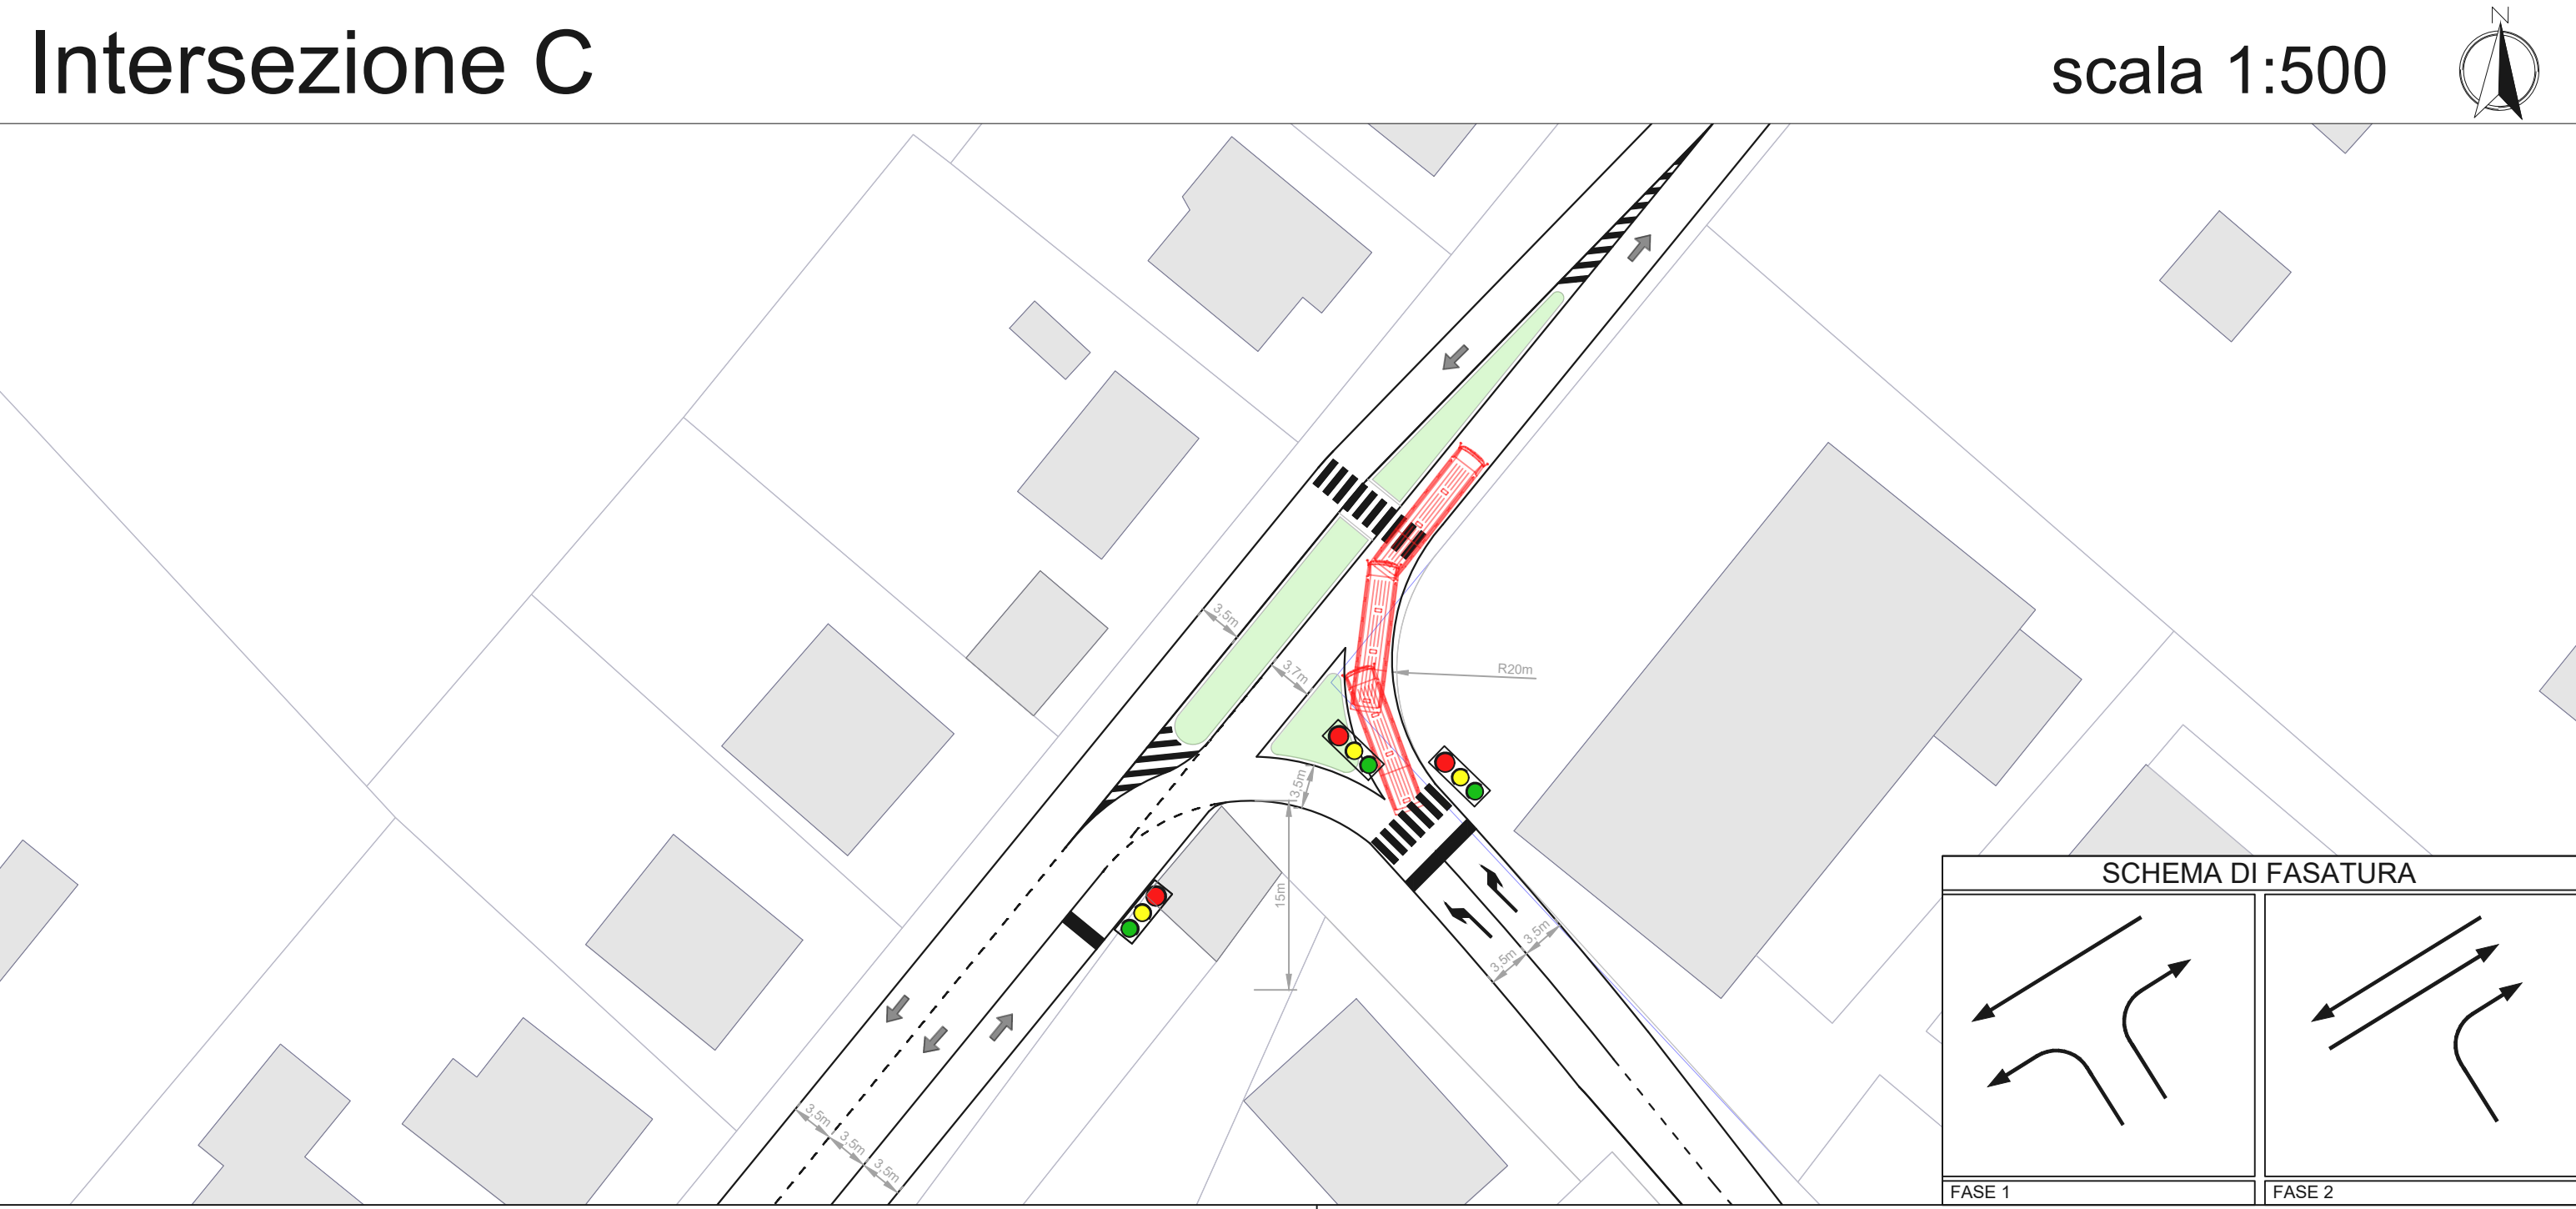 Intersezione C
scala 1:500
N
3,5m
3,7m
R20m
3,5m
15m
3,5m
3,5m
3,5m
3,5m
3,5m
SCHEMA DI FASATURA
FASE 1
FASE 2